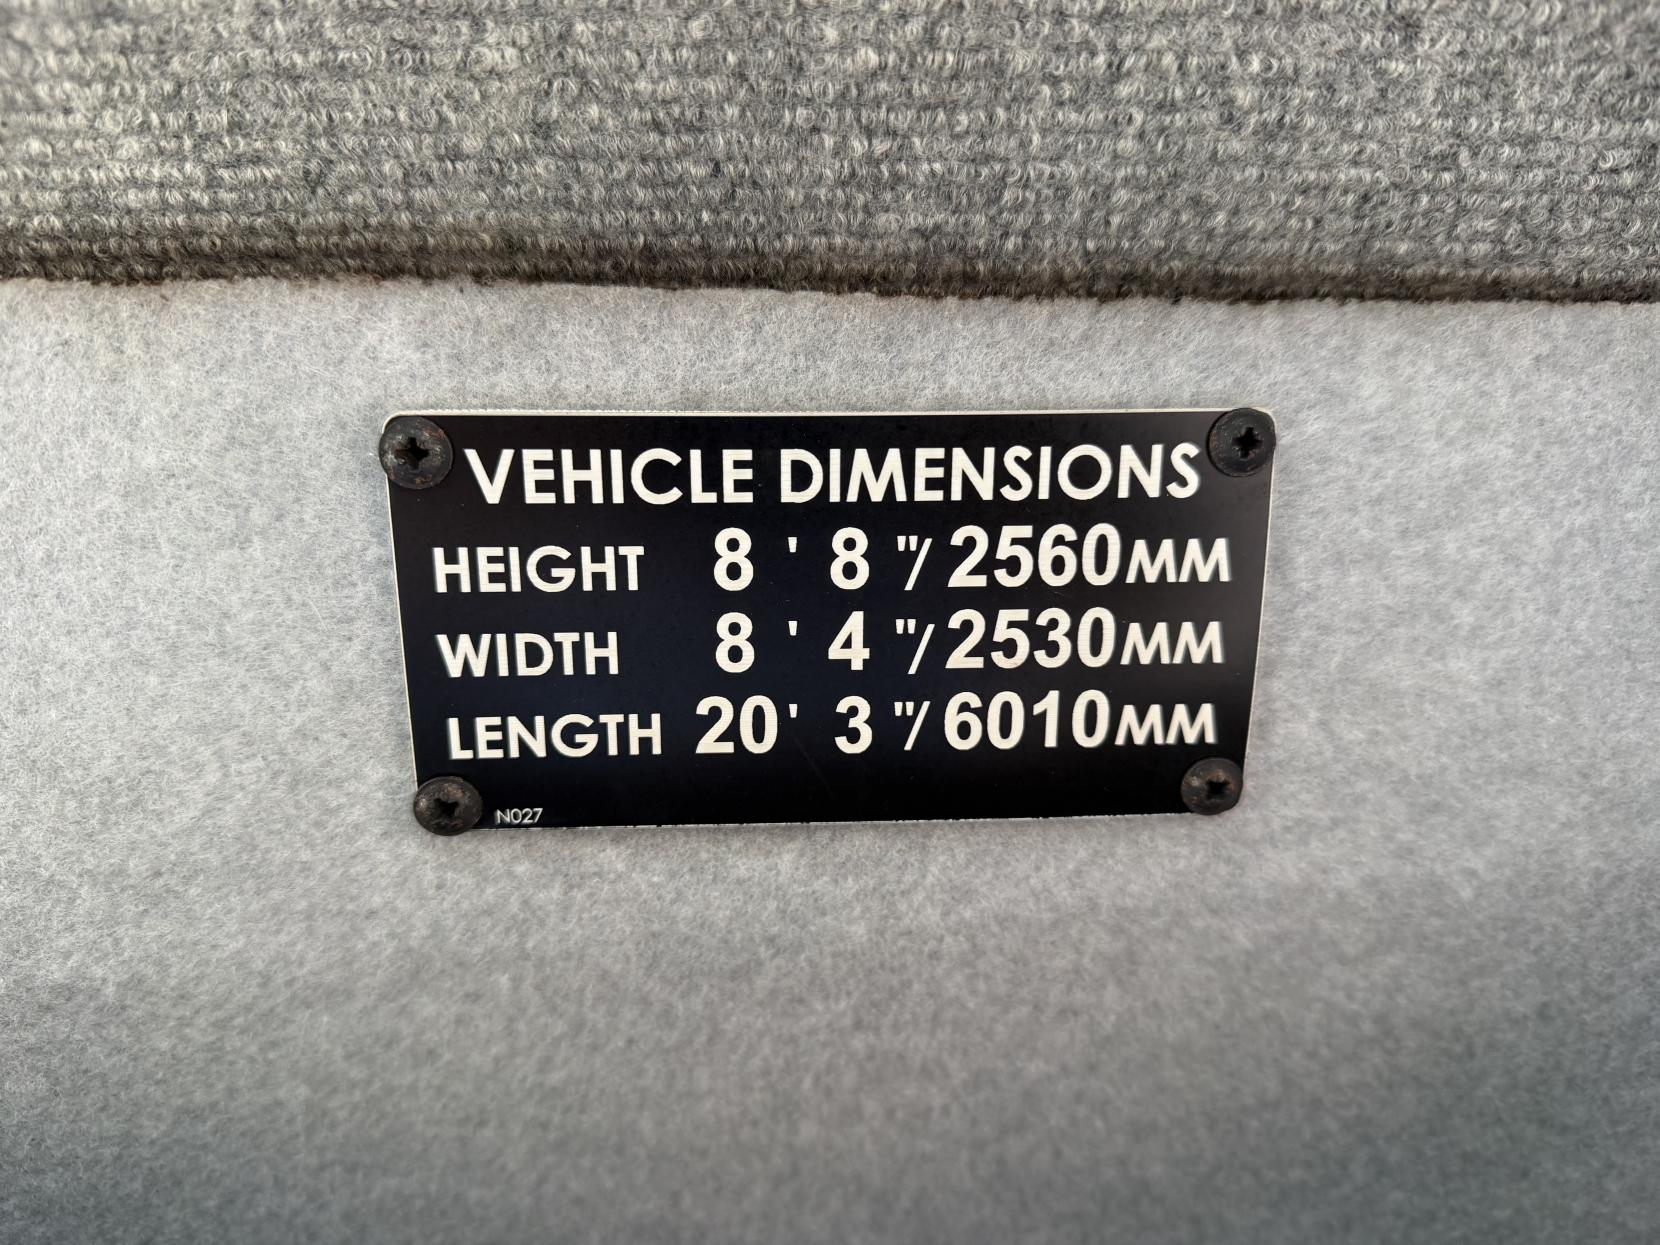 VEHICLE DIMENSIONS
HEIGHT 8 ' 8 "/ 2560MM
WIDTH 8 ' 4 "/ 2530MM
LENGTH 20 ' 3 "/ 6010MM
N027